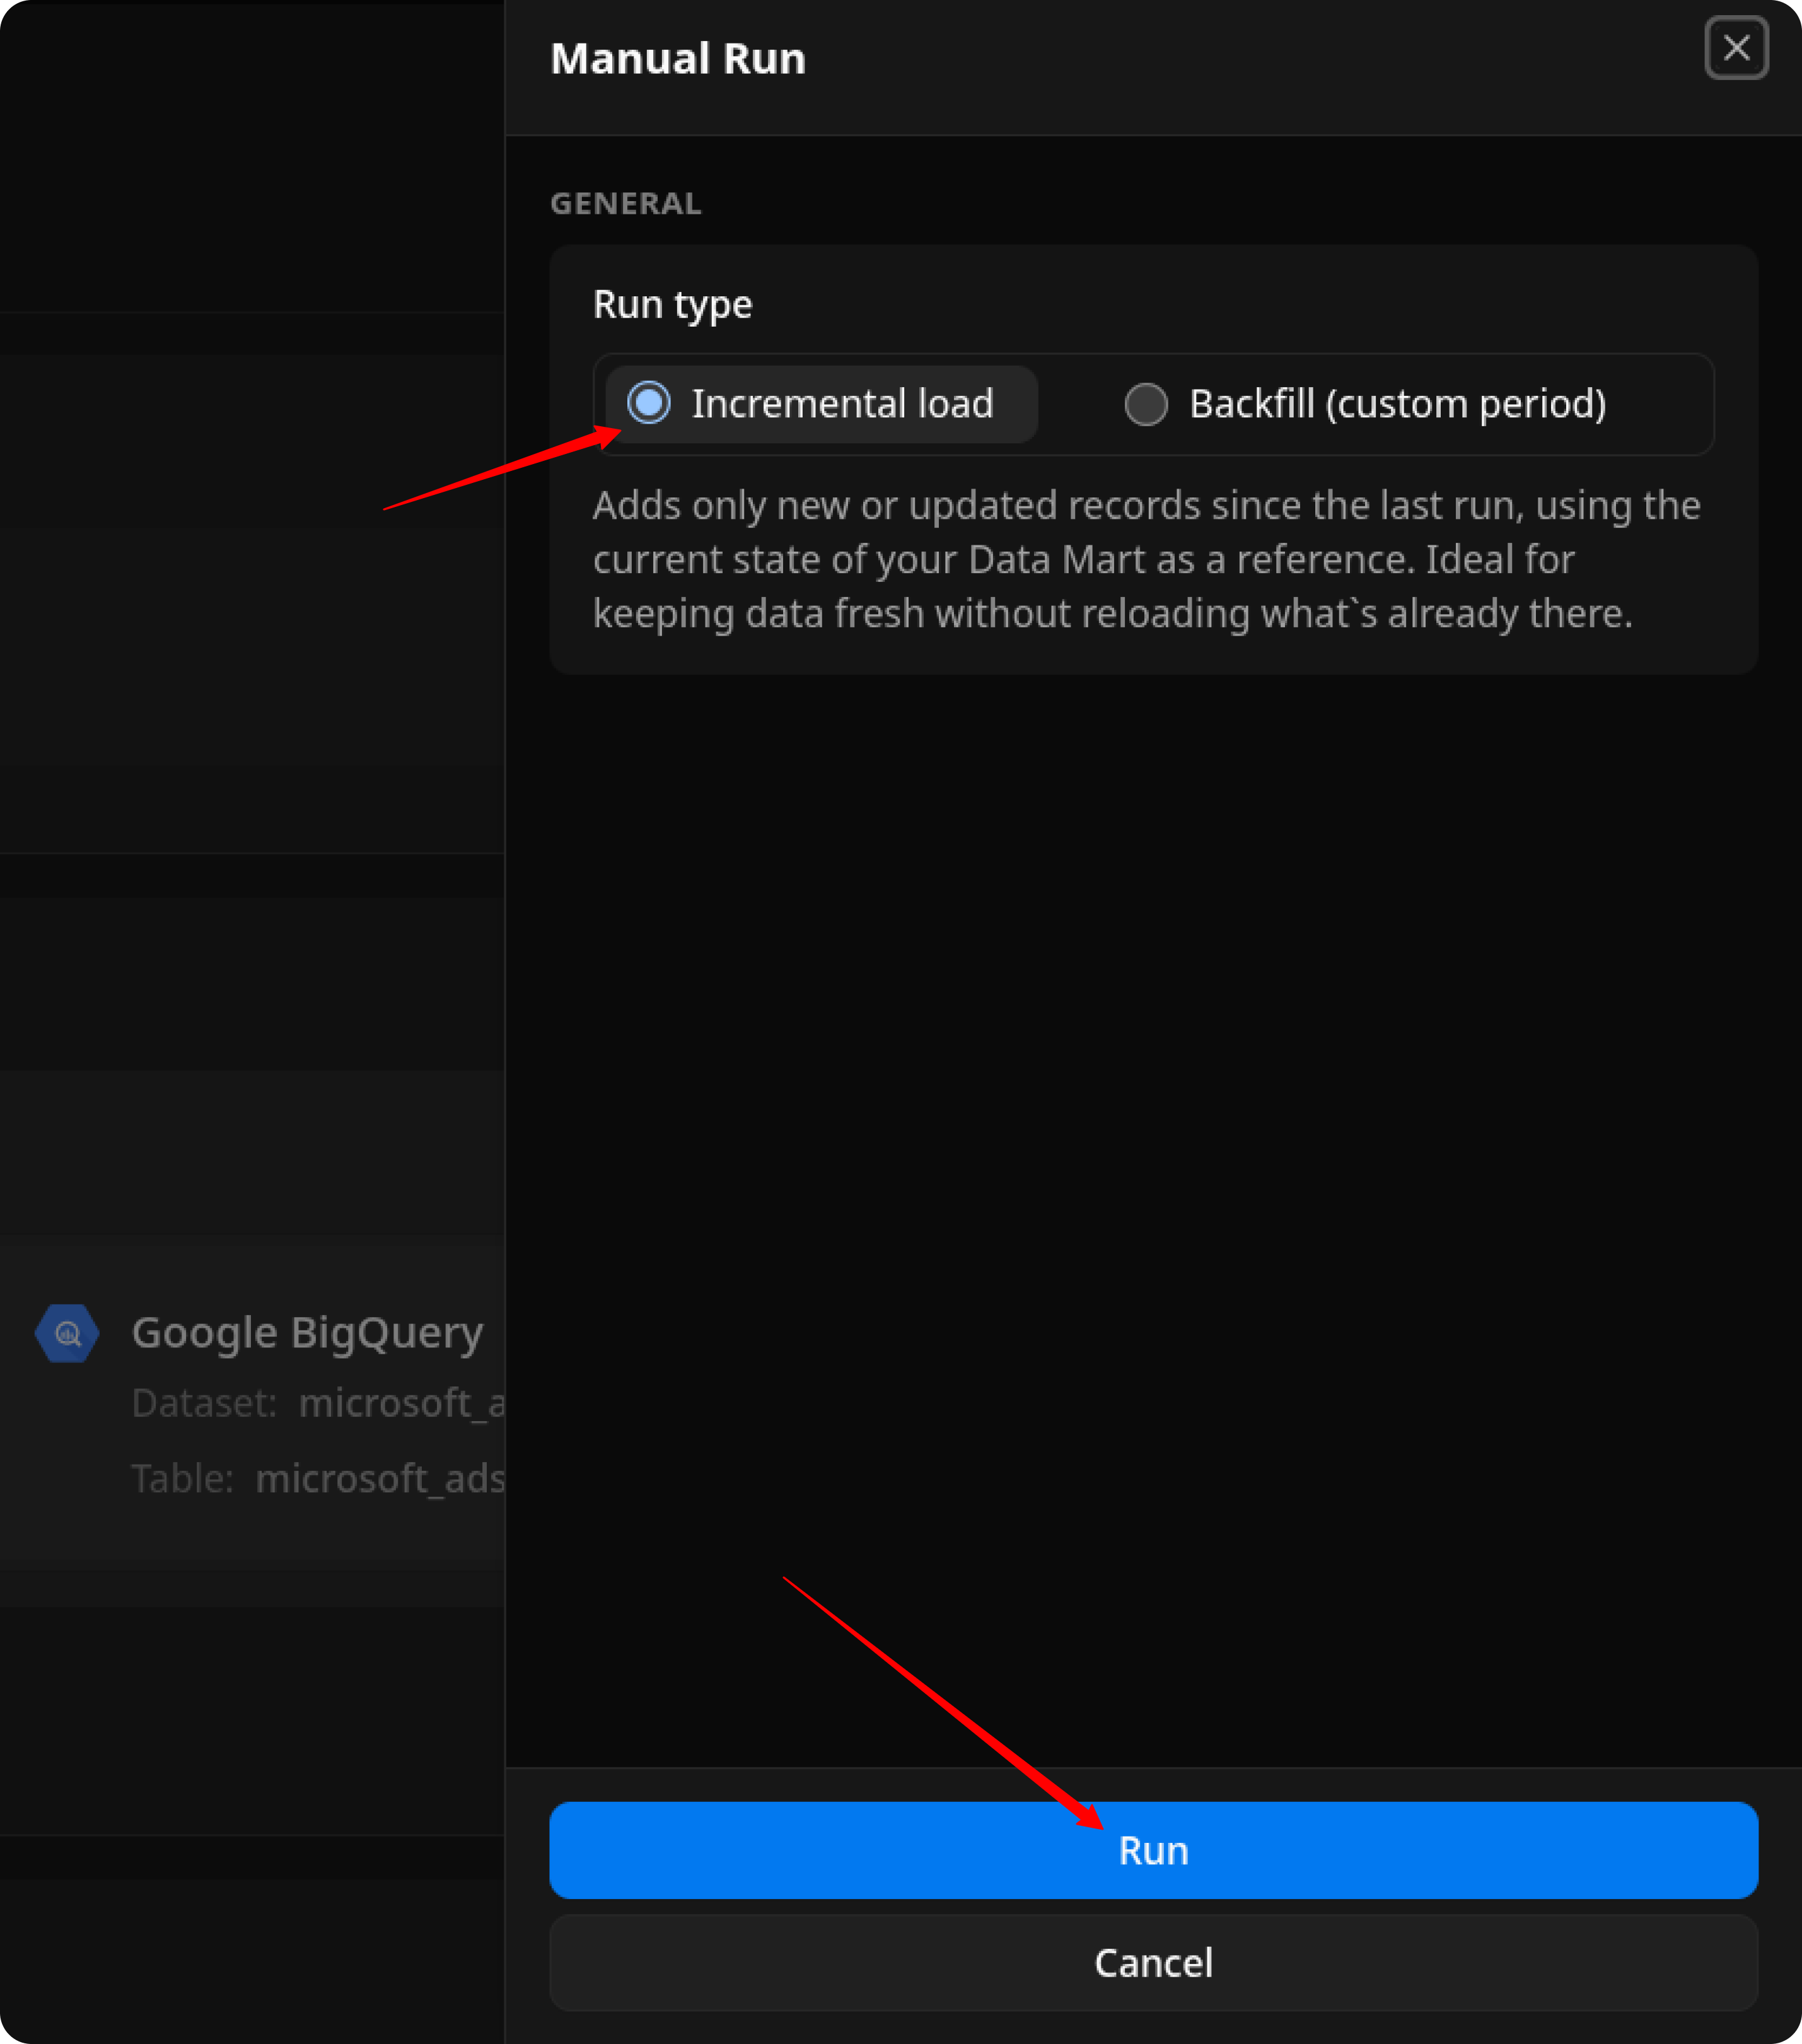 Manual Run
GENERAL
Run type
Incremental load
Backfill (custom period)
Adds only new or updated records since the last run, using the
current state of your Data Mart as a reference. Ideal for
keeping data fresh without reloading what`s already there.
Google BigQuery
Dataset: microsoft_a
Table: microsoft_ads
Run
Cancel